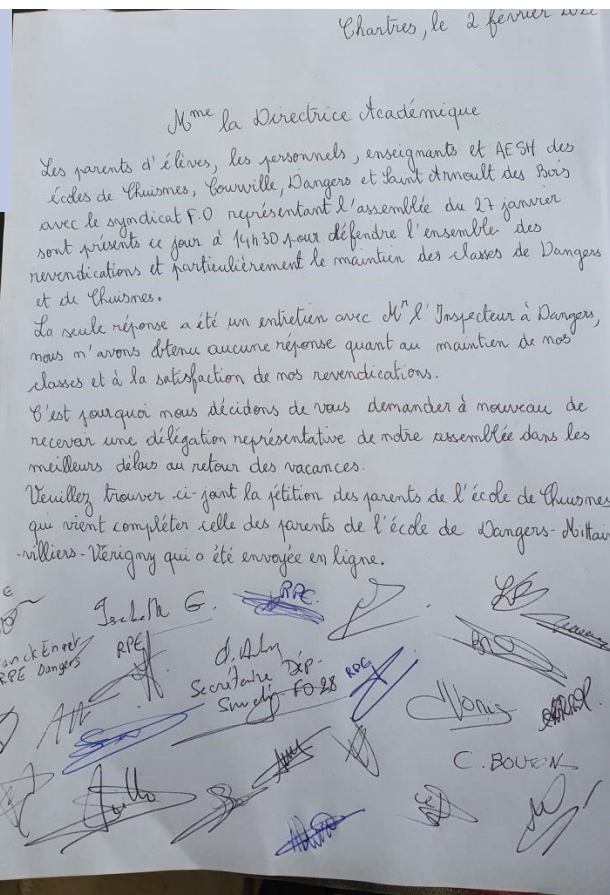 Chartres, le 2 février
Mme la Directrice Académique
Les parents d'élèves, les personnels, enseignants et AESH des
écoles de Chuisnes, Courville, Dangers et Saint Arnoult des Bois
avec le syndicat F.O représentant l'assemblée du 27 janvier
sont présents ce jour à 14h30 pour défendre l'ensemble des
revendications et particulièrement le maintien des classes de Dangers
et de Chuisnes.
La seule réponse a été un entretien avec Mr l'Inspecteur à Dangers,
nous n'avons obtenu aucune réponse quant au maintien de nos
classes et à la satisfaction de nos revendications.
C'est pourquoi nous décidons de vous demander à nouveau de
recevoir une délégation représentative de notre assemblée dans les
meilleurs délais au retour des vacances.
Veuillez trouver ci-joint la pétition des parents de l'école de Chuisnes
qui vient compléter celle des parents de l'école de Dangers-Mittain
-villiers-Vérigny qui a été envoyée en ligne.
G.
RPE
RPE
RPE Dangers
Secrétaire Dép.
FO 28
RPE
C. BOUTON